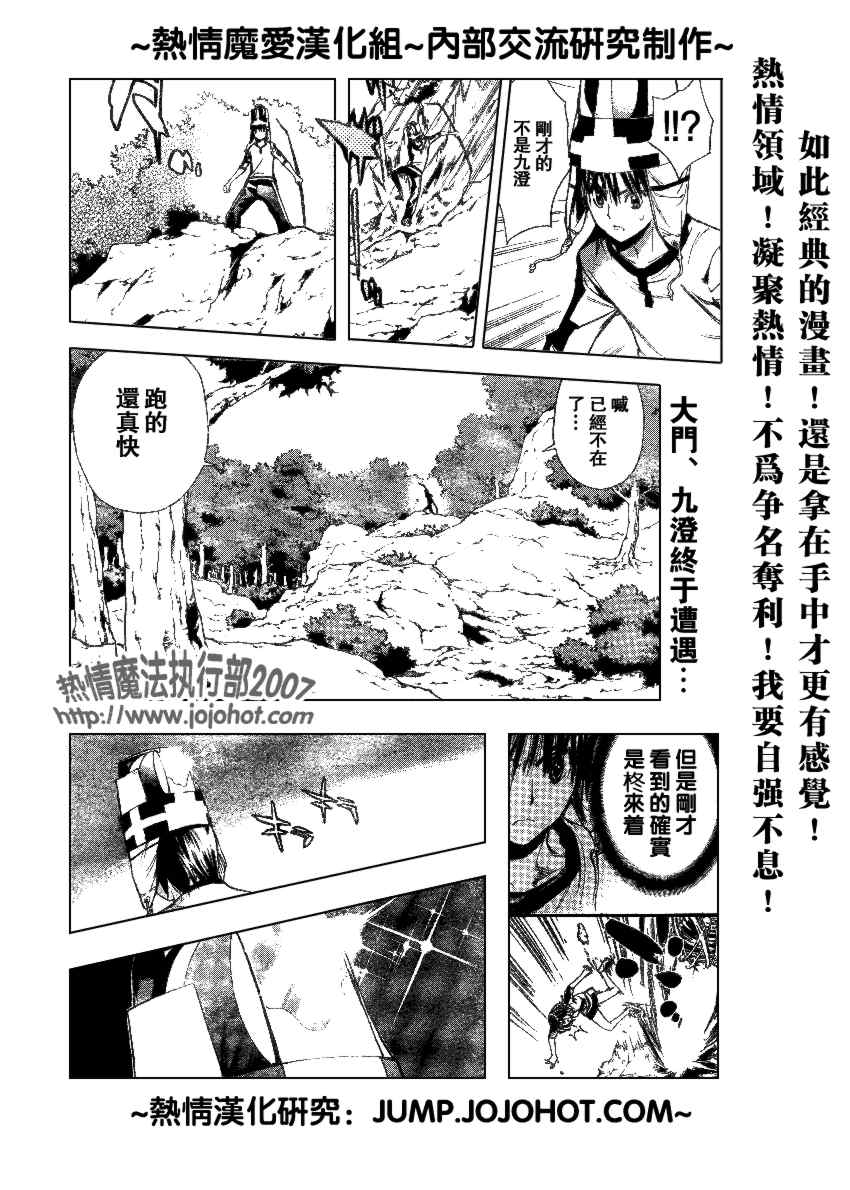 ~熱情魔愛漢化組~內部交流研究制作~
如此經典的漫畫！還是拿在手中才更有感覺！
熱情領域！凝聚熱情！不爲争名奪利！我要自强不息！
!!?
剛才的
不是九澄
大門、九澄終于遭遇…
喊
已經不在
了…
跑的
還真快
熱情魔法执行部2007
http://www.jojohot.com
但是剛才
看到的確實
是柊來着
~熱情漢化研究：JUMP.JOJOHOT.COM~